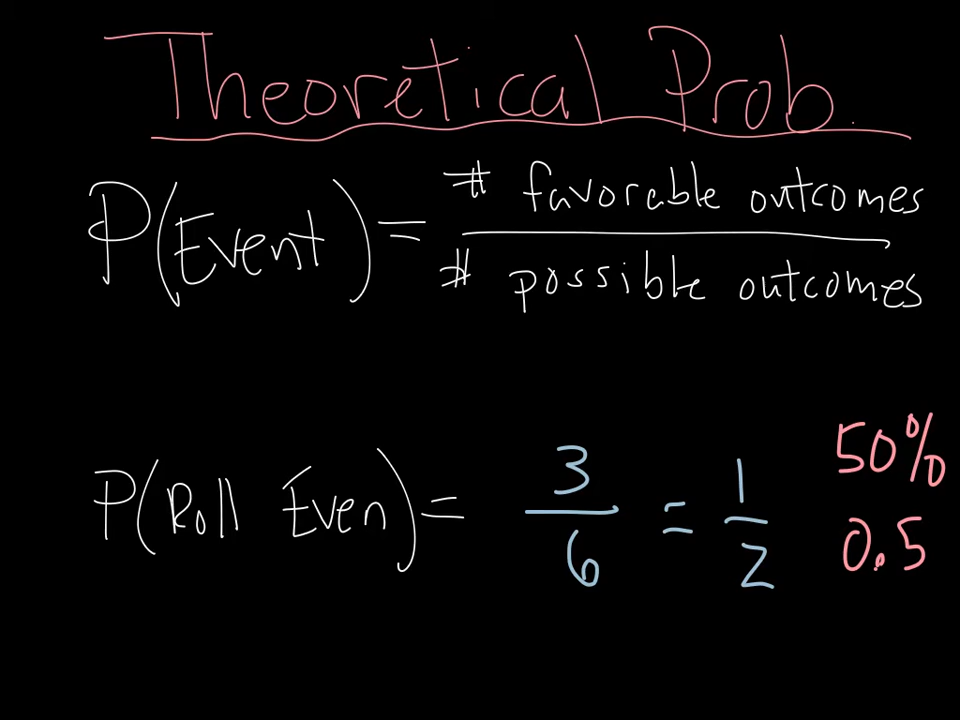 Theoretical Prob.
P(Event) = # favorable outcomes / # possible outcomes
P(Roll Even) = 3/6 = 1/2 50%
0.5